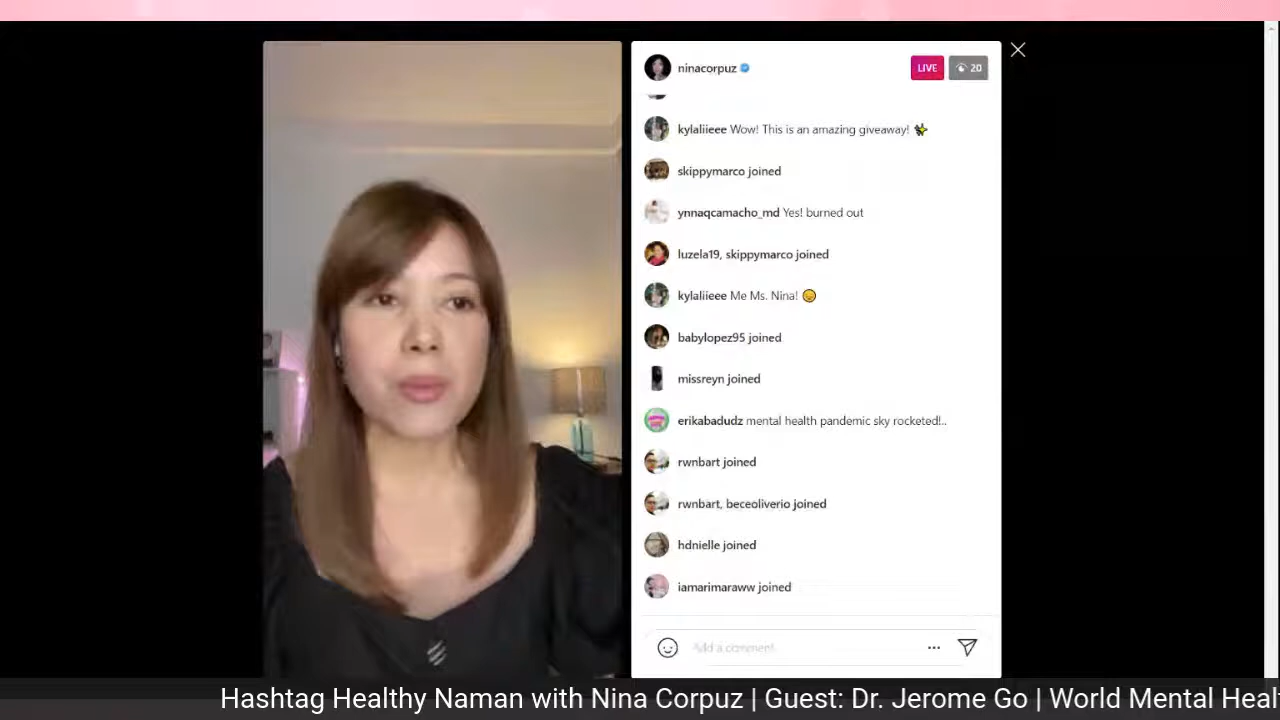 ninacorpuz
LIVE
20
kylaliieee Wow! This is an amazing giveaway!
skippymarco joined
ynnaqcamacho_md Yes! burned out
luzela19, skippymarco joined
kylaliieee Me Ms. Nina!
babylopez95 joined
missreyn joined
erikabadudz mental health pandemic sky rocketed!..
rwnbart joined
rwnbart, beceoliverio joined
hdnielle joined
iamarimaraww joined
Add a comment
Hashtag Healthy Naman with Nina Corpuz | Guest: Dr. Jerome Go | World Mental Heal